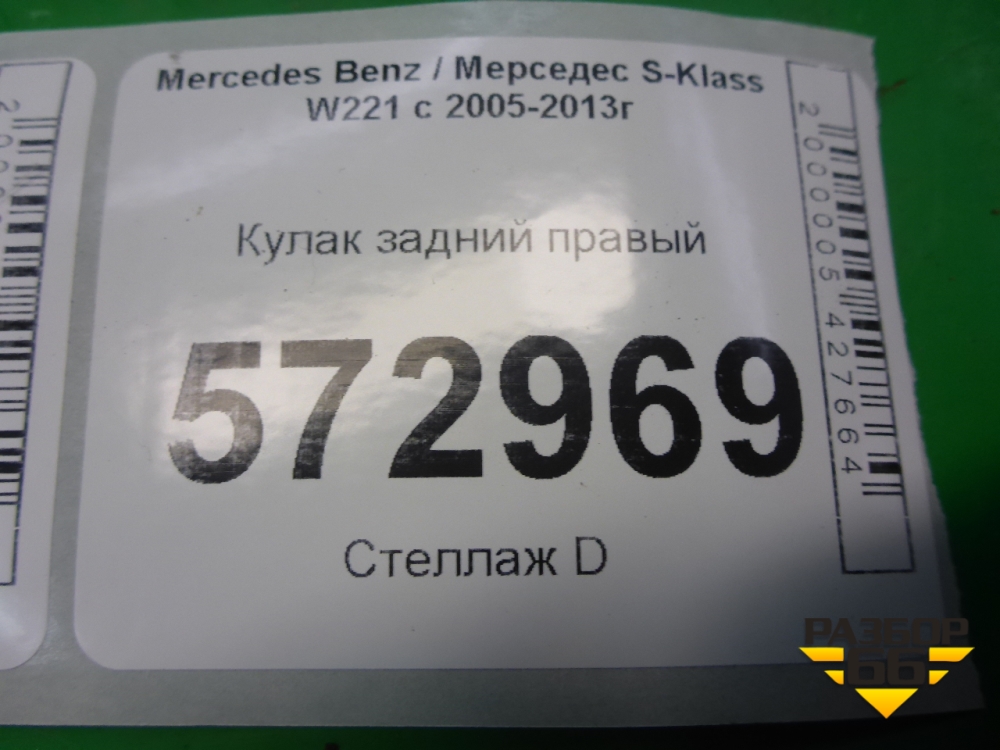 Mercedes Benz / Мерседес S-Klass
W221 с 2005-2013г
Кулак задний правый
572969
Стеллаж D
2000005427664
РАЗБОР
66